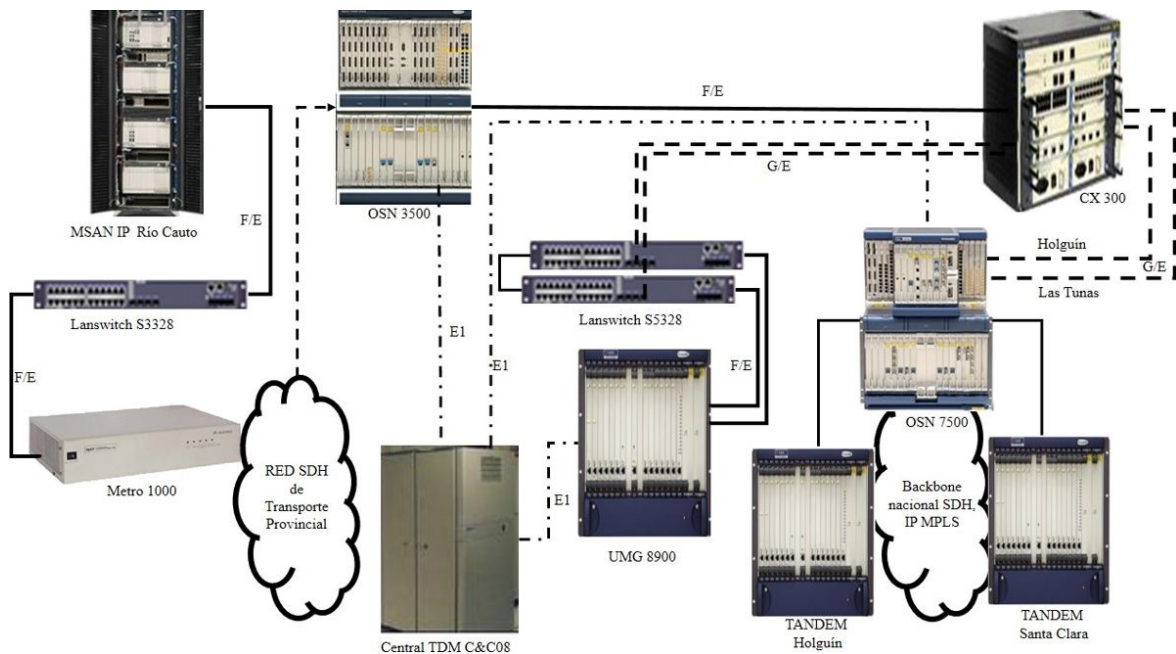 F/E
CX 300
OSN 3500
MSAN IP Río Cauto
F/E
G/E
Holguín
G/E
Las Tunas
Lanswitch S3328
Lanswitch S5328
E1
E1
F/E
F/E
OSN 7500
Metro 1000
RED SDH
de
Transporte
Provincial
E1
UMG 8900
Backbone
nacional SDH,
IP MPLS
Central TDM C&C08
TANDEM
Holguín
TANDEM
Santa Clara